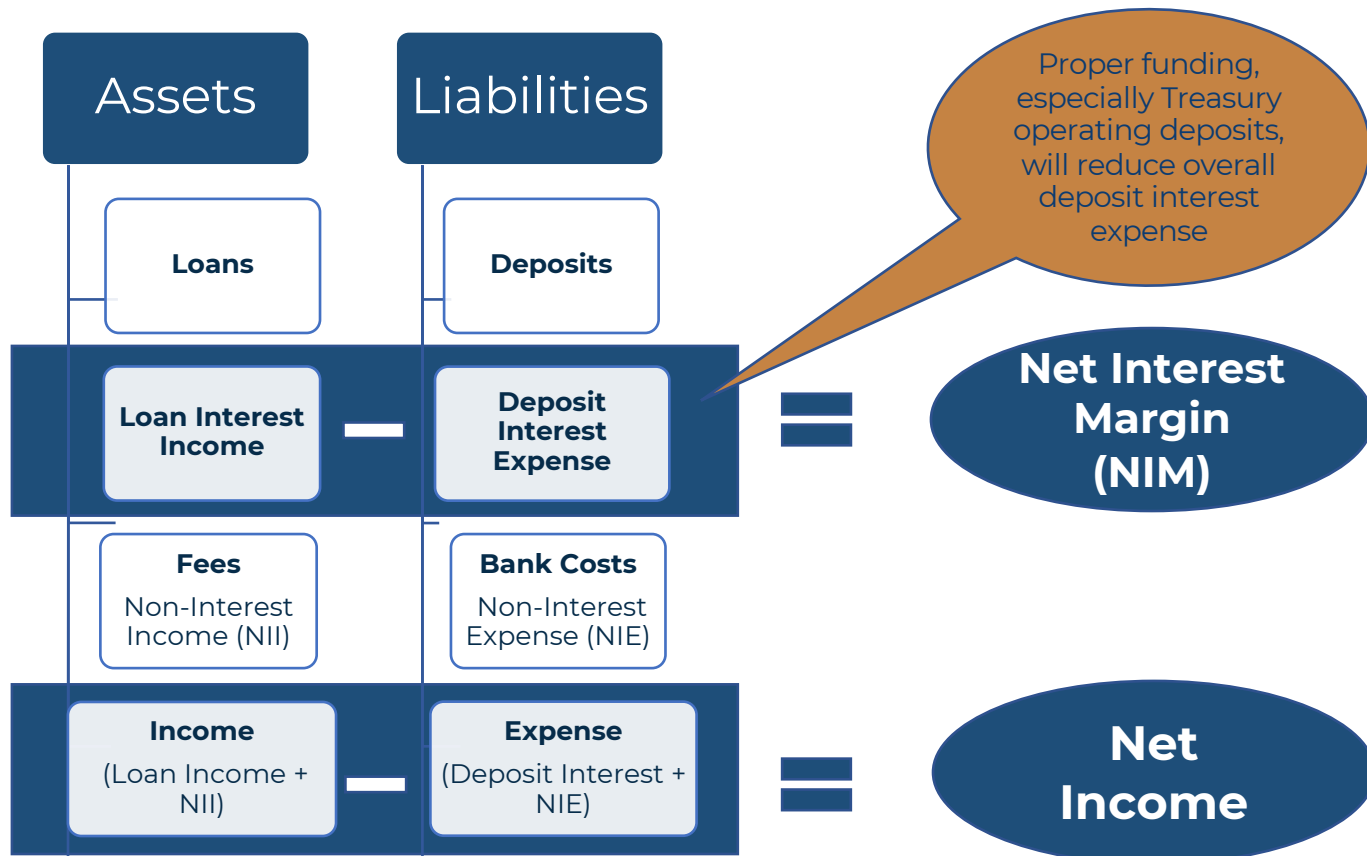 Assets
Liabilities
Proper funding,
especially Treasury
operating deposits,
will reduce overall
deposit interest
expense
Loans
Deposits
Loan Interest
Income
Deposit
Interest
Expense
Net Interest
Margin
(NIM)
Fees
Non-Interest
Income (NII)
Bank Costs
Non-Interest
Expense (NIE)
Income
(Loan Income +
NII)
Expense
(Deposit Interest +
NIE)
Net
Income